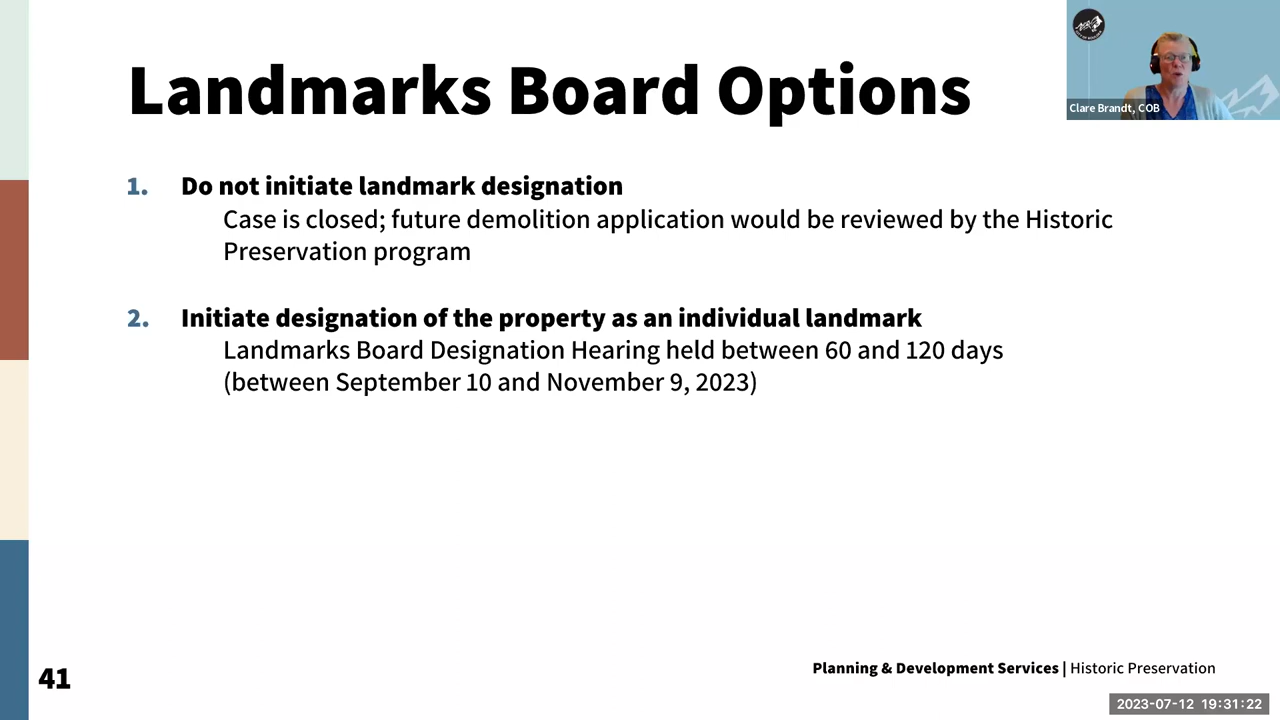 Landmarks Board Options
Clare Brandt, COB
1. Do not initiate landmark designation
Case is closed; future demolition application would be reviewed by the Historic
Preservation program
2. Initiate designation of the property as an individual landmark
Landmarks Board Designation Hearing held between 60 and 120 days
(between September 10 and November 9, 2023)
41
Planning & Development Services | Historic Preservation
2023-07-12 19:31:22